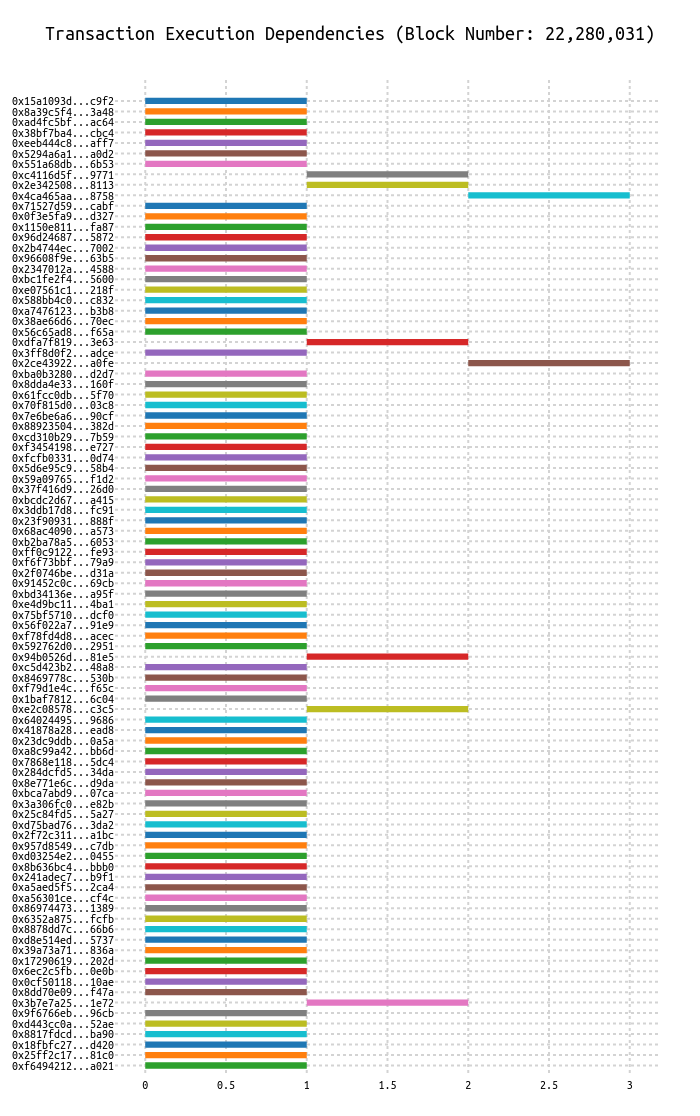 Transaction Execution Dependencies (Block Number: 22,280,031)
0x15a1093d...c9f2
0x8a39c5f4...3a48
0xad4fc5bf...ac64
0x38bf7ba4...cbc4
0xeeb444c8...aff7
0x5294a6a1...a0d2
0x551a68db...6b53
0xc4116d5f...9771
0x2e342508...8113
0x4ca465aa...8758
0x71527d59...cabf
0x0f3e5fa9...d327
0x1150e811...fa87
0x96d24687...5872
0x2b4744ec...7002
0x96608f9e...63b5
0x2347012a...4588
0xbc1fe2f4...5600
0xe07561c1...218f
0x588bb4c0...c832
0xa7476123...b3b8
0x38ae66d6...70ec
0x56c65ad8...f65a
0xdfa7f819...3e63
0x3ff8d0f2...adce
0x2ce43922...a0fe
0xba0b3280...d2d7
0x8dda4e33...160f
0x61fcc0db...5f70
0x70f815d0...03c8
0x7e6be6a6...90cf
0x88923504...382d
0xcd310b29...7b59
0xf3454198...e727
0xfcfb0331...0d74
0x5d6e95c9...58b4
0x59a09765...f1d2
0x37f416d9...26d0
0xbcdc2d67...a415
0x3ddb17d8...fc91
0x23f90931...888f
0x68ac4090...a573
0xb2ba78a5...6053
0xff0c9122...fe93
0xf6f73bbf...79a9
0x2f0746be...d31a
0x91452c0c...69cb
0xbd34136e...a95f
0xe4d9bc11...4ba1
0x75bf5710...dcf0
0x56f022a7...91e9
0xf78fd4d8...acec
0x592762d0...2951
0x94b0526d...81e5
0xc5d423b2...48a8
0x8469778c...530b
0xf79d1e4c...f65c
0x1baf7812...6c04
0xe2c08578...c3c5
0x64024495...9686
0x41878a28...ead8
0x23dc9ddb...0a5a
0xa8c99a42...bb6d
0x7868e118...5dc4
0x284dcfd5...34da
0x8e771e6c...d9da
0xbca7abd9...07ca
0x3a306fc0...e82b
0x25c84fd5...5a27
0xd75bad76...3da2
0x2f72c311...a1bc
0x957d8549...c7db
0xd03254e2...0455
0x8b636bc4...bbb0
0x241adec7...b9f1
0xa5aed5f5...2ca4
0xa56301ce...cf4c
0x86974473...1389
0x6352a875...fcfb
0x8878dd7c...66b6
0xd8e514ed...5737
0x39a73a71...836a
0x17290619...202d
0x6ec2c5fb...0e0b
0x0cf50118...10ae
0x8dd70e09...f47a
0x3b7e7a25...1e72
0x9f6766eb...96cb
0xd443cc0a...52ae
0x8817fdcd...ba90
0x18fbfc27...d420
0x25ff2c17...81c0
0xf6494212...a021
0 0.5 1 1.5 2 2.5 3